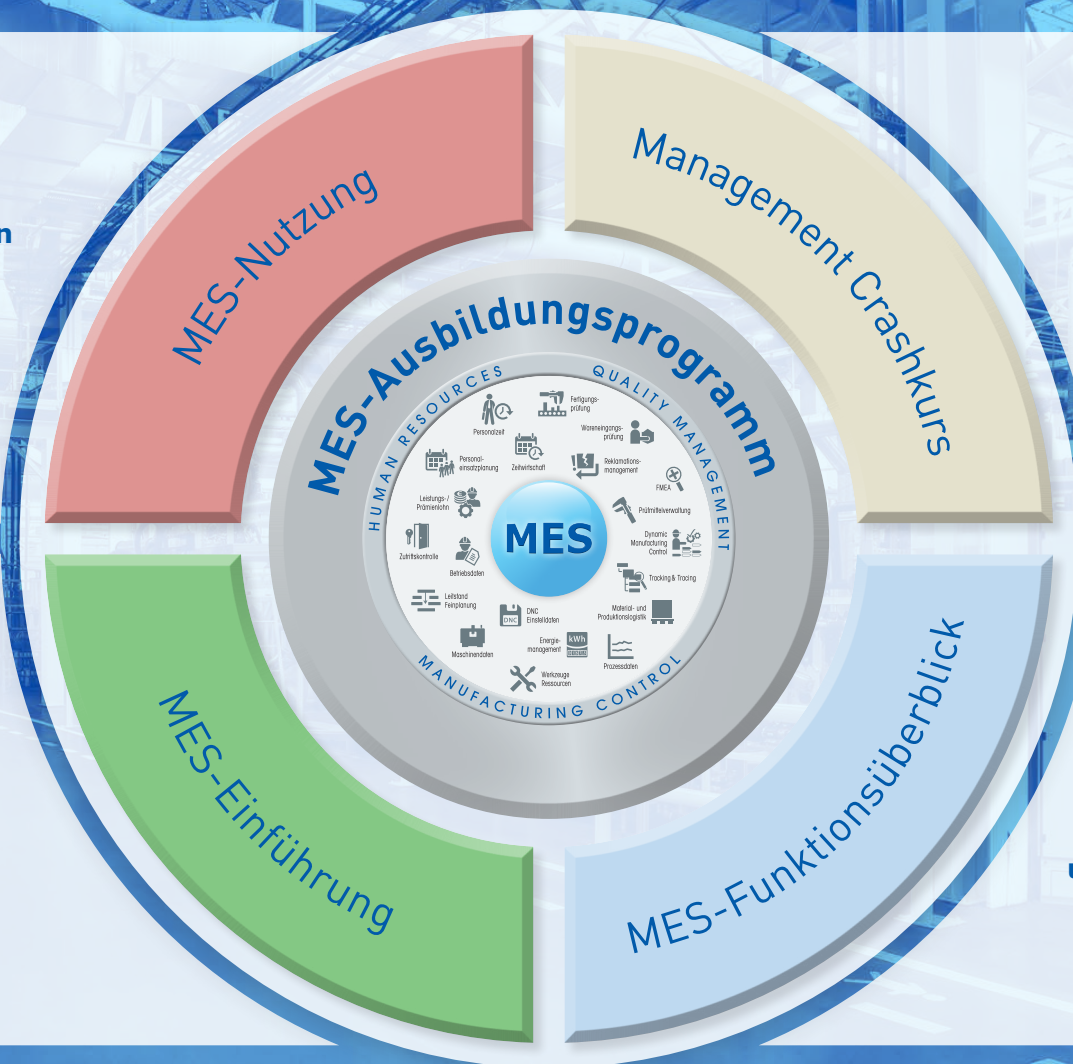 n
MES-Nutzung
Management Crashkurs
MES-Ausbildungsprogramm
HUMAN RESOURCES
QUALITY MANAGEMENT
Personalzeit
Fertigungs-
prüfung
Wareneingangs-
prüfung
Personal-
einsatzplanung
Zeitwirtschaft
Reklamations-
management
FMEA
Leistungs-/
Prämienlohn
Prüfmittelverwaltung
MES
Zutrittskontrolle
Betriebsdaten
Dynamic
Manufacturing
Control
Tracking & Tracing
Leitstand
Feinplanung
DNC
DNC
Einstelldaten
Material- und
Produktionslogistik
Maschinendaten
Energie-
management
kWh
Prozessdaten
Werkzeuge
Ressourcen
MANUFACTURING CONTROL
MES-Einführung
MES-Funktionsüberblick